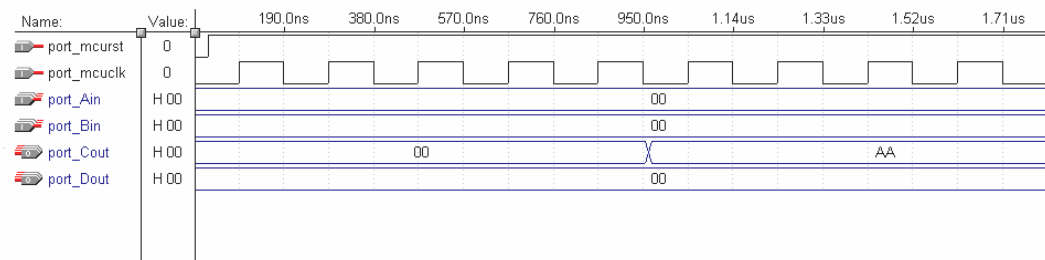 Name: Value: 190.0ns 380.0ns 570.0ns 760.0ns 950.0ns 1.14us 1.33us 1.52us 1.71us
port_mcurst 0
port_mcuclk 0
port_Ain H 00 00
port_Bin H 00 00
port_Cout H 00 00 AA
port_Dout H 00 00